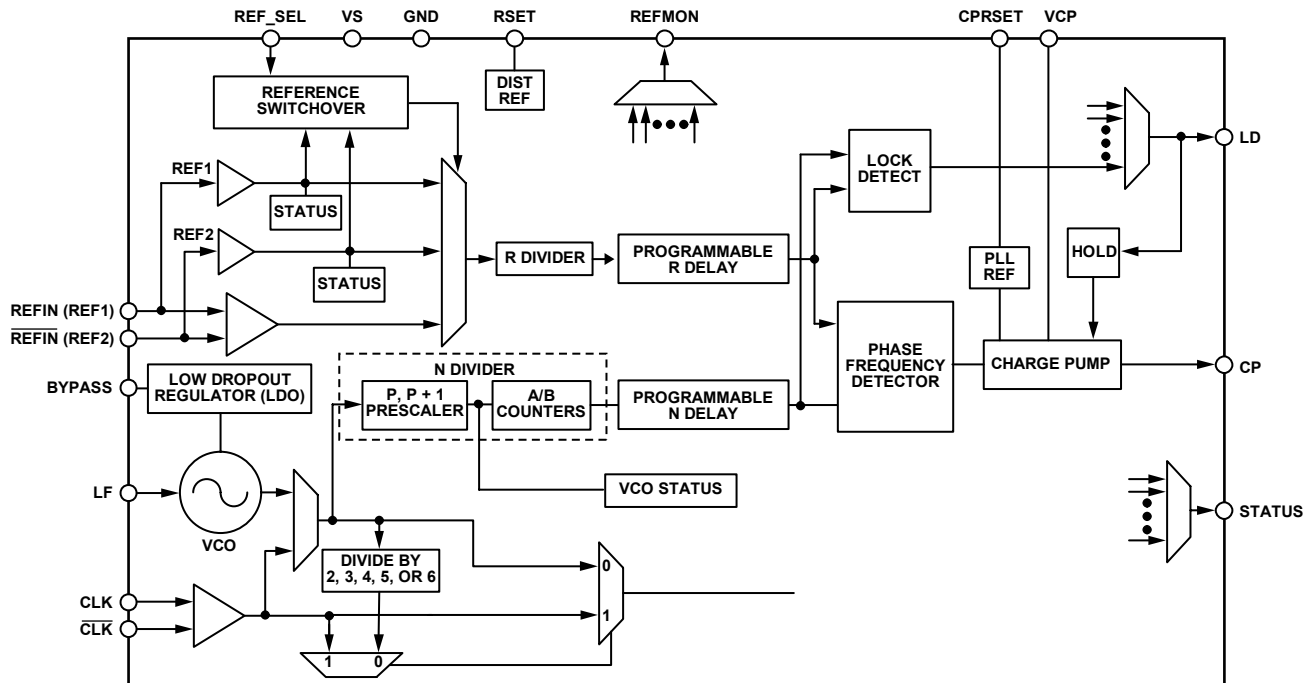 REF_SEL
VS
GND
RSET
REFMON
CPRSET
VCP
DIST
REF
REFERENCE
SWITCHOVER
REF1
STATUS
REF2
STATUS
LOCK
DETECT
LD
R DIVIDER
PROGRAMMABLE
R DELAY
PLL
REF
HOLD
REFIN (REF1)
REFIN (REF2)
BYPASS
LOW DROPOUT
REGULATOR (LDO)
N DIVIDER
P, P + 1
PRESCALER
A/B
COUNTERS
PROGRAMMABLE
N DELAY
PHASE
FREQUENCY
DETECTOR
CHARGE PUMP
CP
LF
VCO
VCO STATUS
STATUS
DIVIDE BY
2, 3, 4, 5, OR 6
0
1
CLK
CLK
1
0